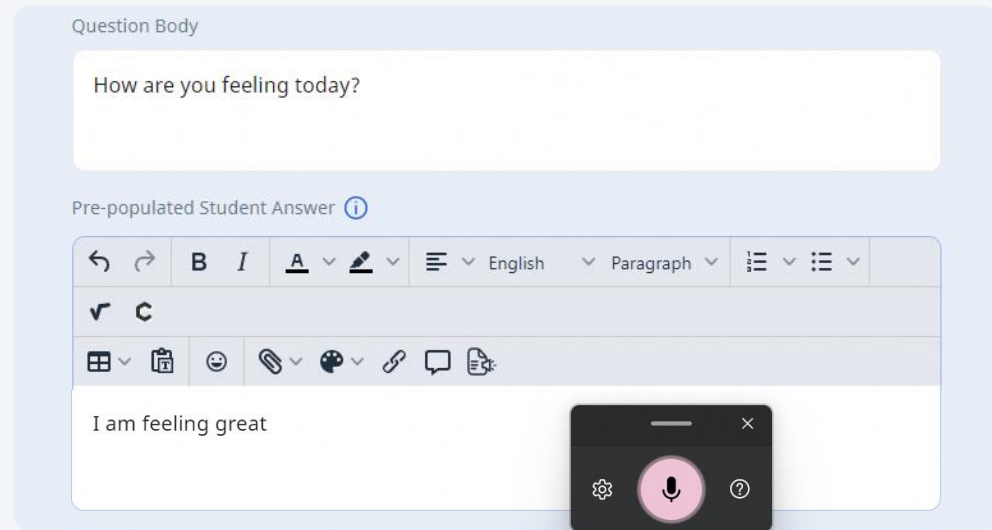 Question Body
How are you feeling today?
Pre-populated Student Answer
B I A English Paragraph
I am feeling great